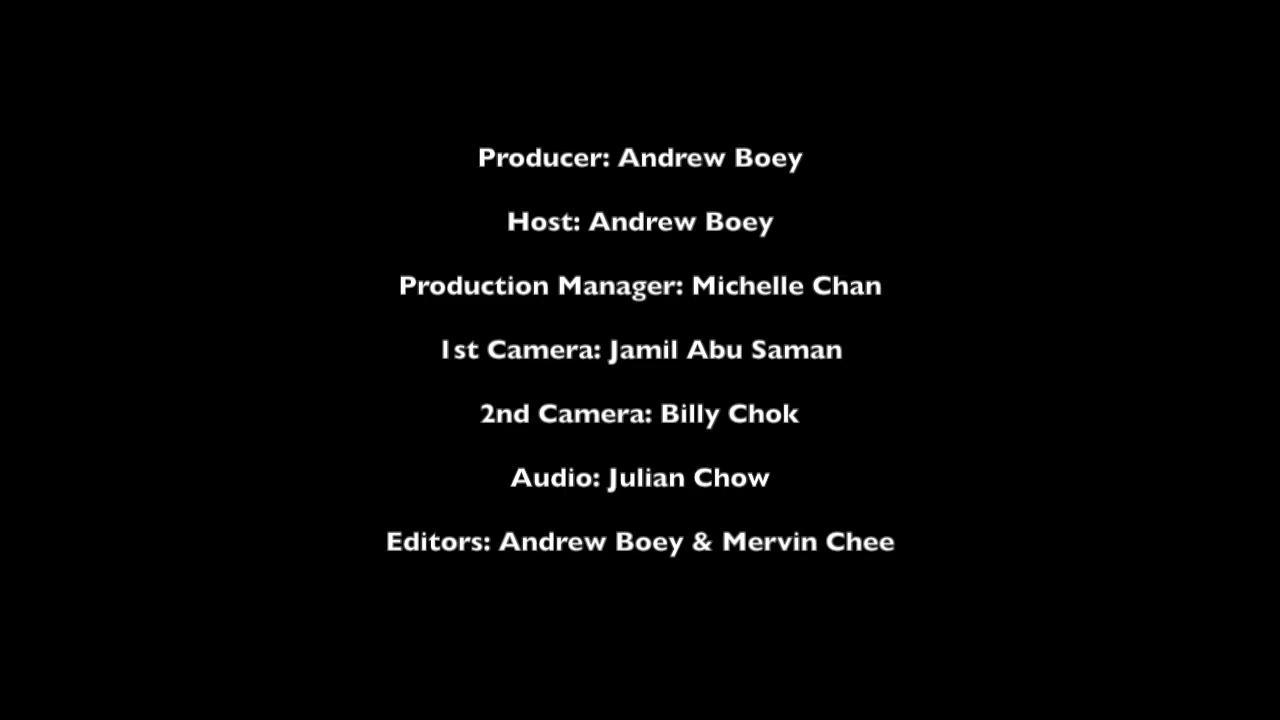 Producer: Andrew Boey
Host: Andrew Boey
Production Manager: Michelle Chan
1st Camera: Jamil Abu Saman
2nd Camera: Billy Chok
Audio: Julian Chow
Editors: Andrew Boey & Mervin Chee